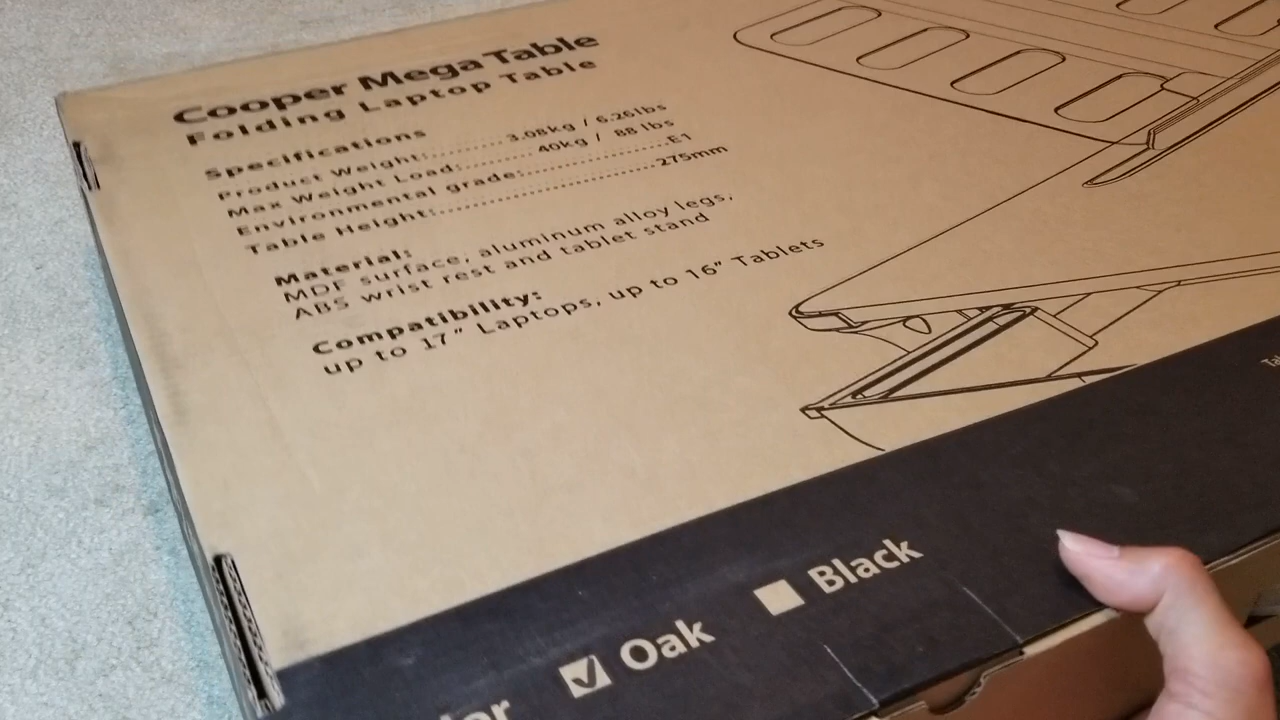 Cooper Mega Table
Folding Laptop Table
Specifications
Product Weight:............3.08kg / 6.26lbs
Max Weight Load:............40kg / 88 lbs
Environmental grade:........................E1
Table Height:....................................275mm
Material:
MDF surface, aluminum alloy legs,
ABS wrist rest and tablet stand
Compatibility:
up to 17" Laptops, up to 16" Tablets
Oak
Black